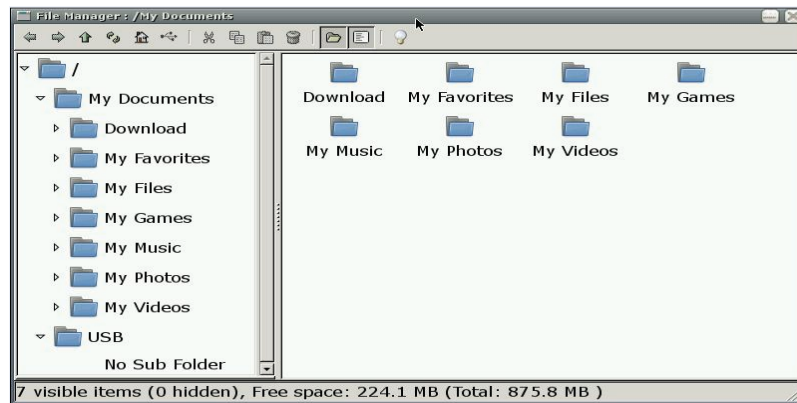 File Manager : /My Documents
/
My Documents
Download
My Favorites
My Files
My Games
My Music
My Photos
My Videos
USB
No Sub Folder
Download My Favorites My Files My Games
My Music My Photos My Videos
7 visible items (0 hidden), Free space: 224.1 MB (Total: 875.8 MB )